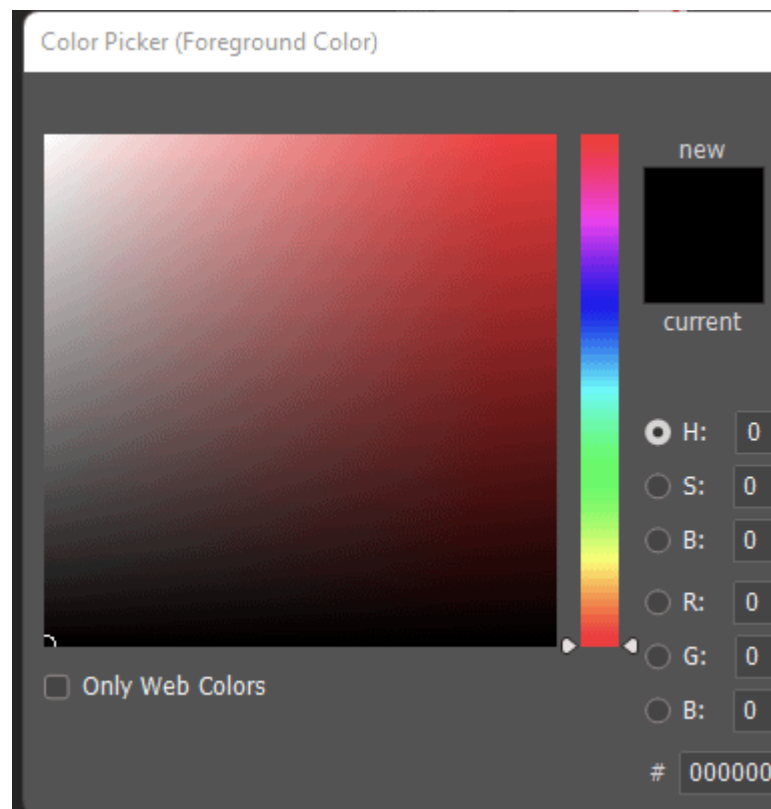 Color Picker (Foreground Color)
new
current
H: 0
S: 0
B: 0
R: 0
G: 0
B: 0
# 000000
Only Web Colors